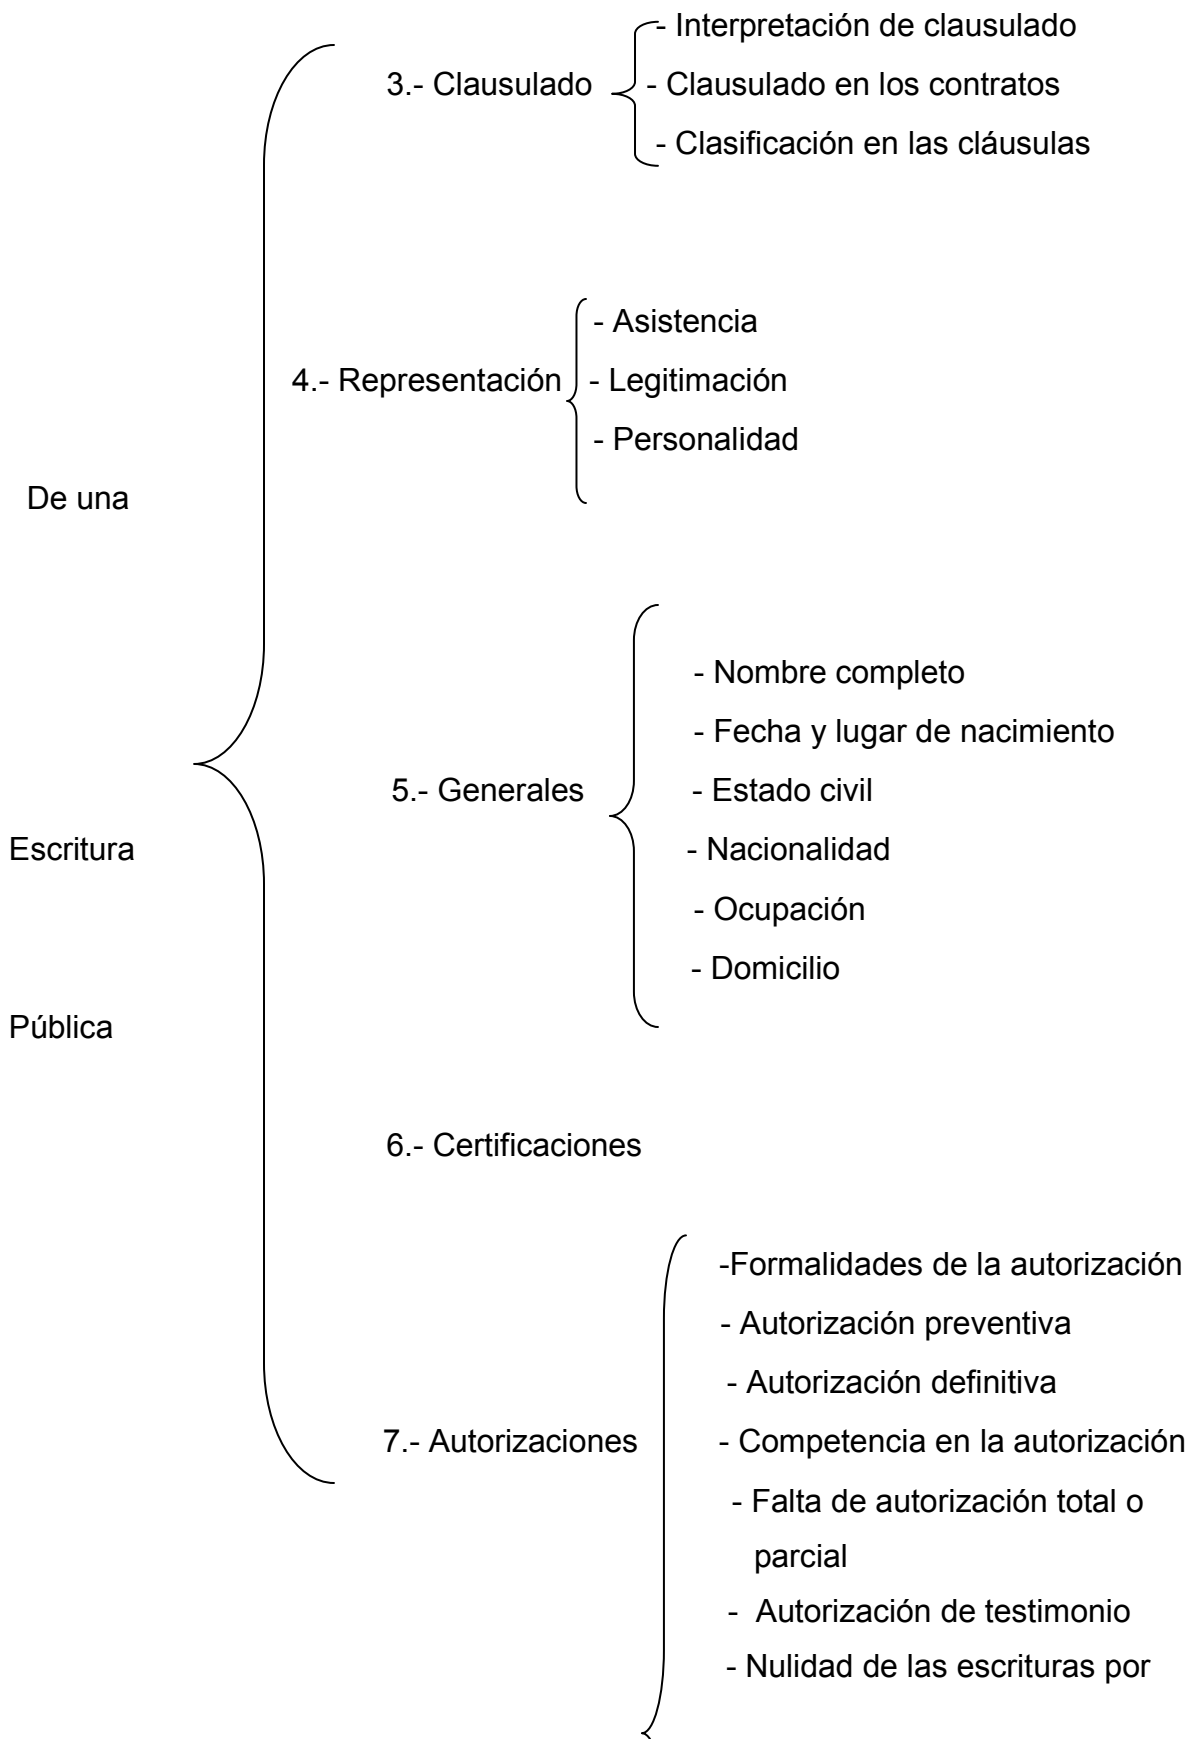 - Interpretación de clausulado
3.- Clausulado
- Clausulado en los contratos
- Clasificación en las cláusulas
- Asistencia
4.- Representación
- Legitimación
- Personalidad
De una
- Nombre completo
- Fecha y lugar de nacimiento
5.- Generales
- Estado civil
Escritura
- Nacionalidad
- Ocupación
- Domicilio
Pública
6.- Certificaciones
-Formalidades de la autorización
- Autorización preventiva
- Autorización definitiva
7.- Autorizaciones
- Competencia en la autorización
- Falta de autorización total o
parcial
- Autorización de testimonio
- Nulidad de las escrituras por